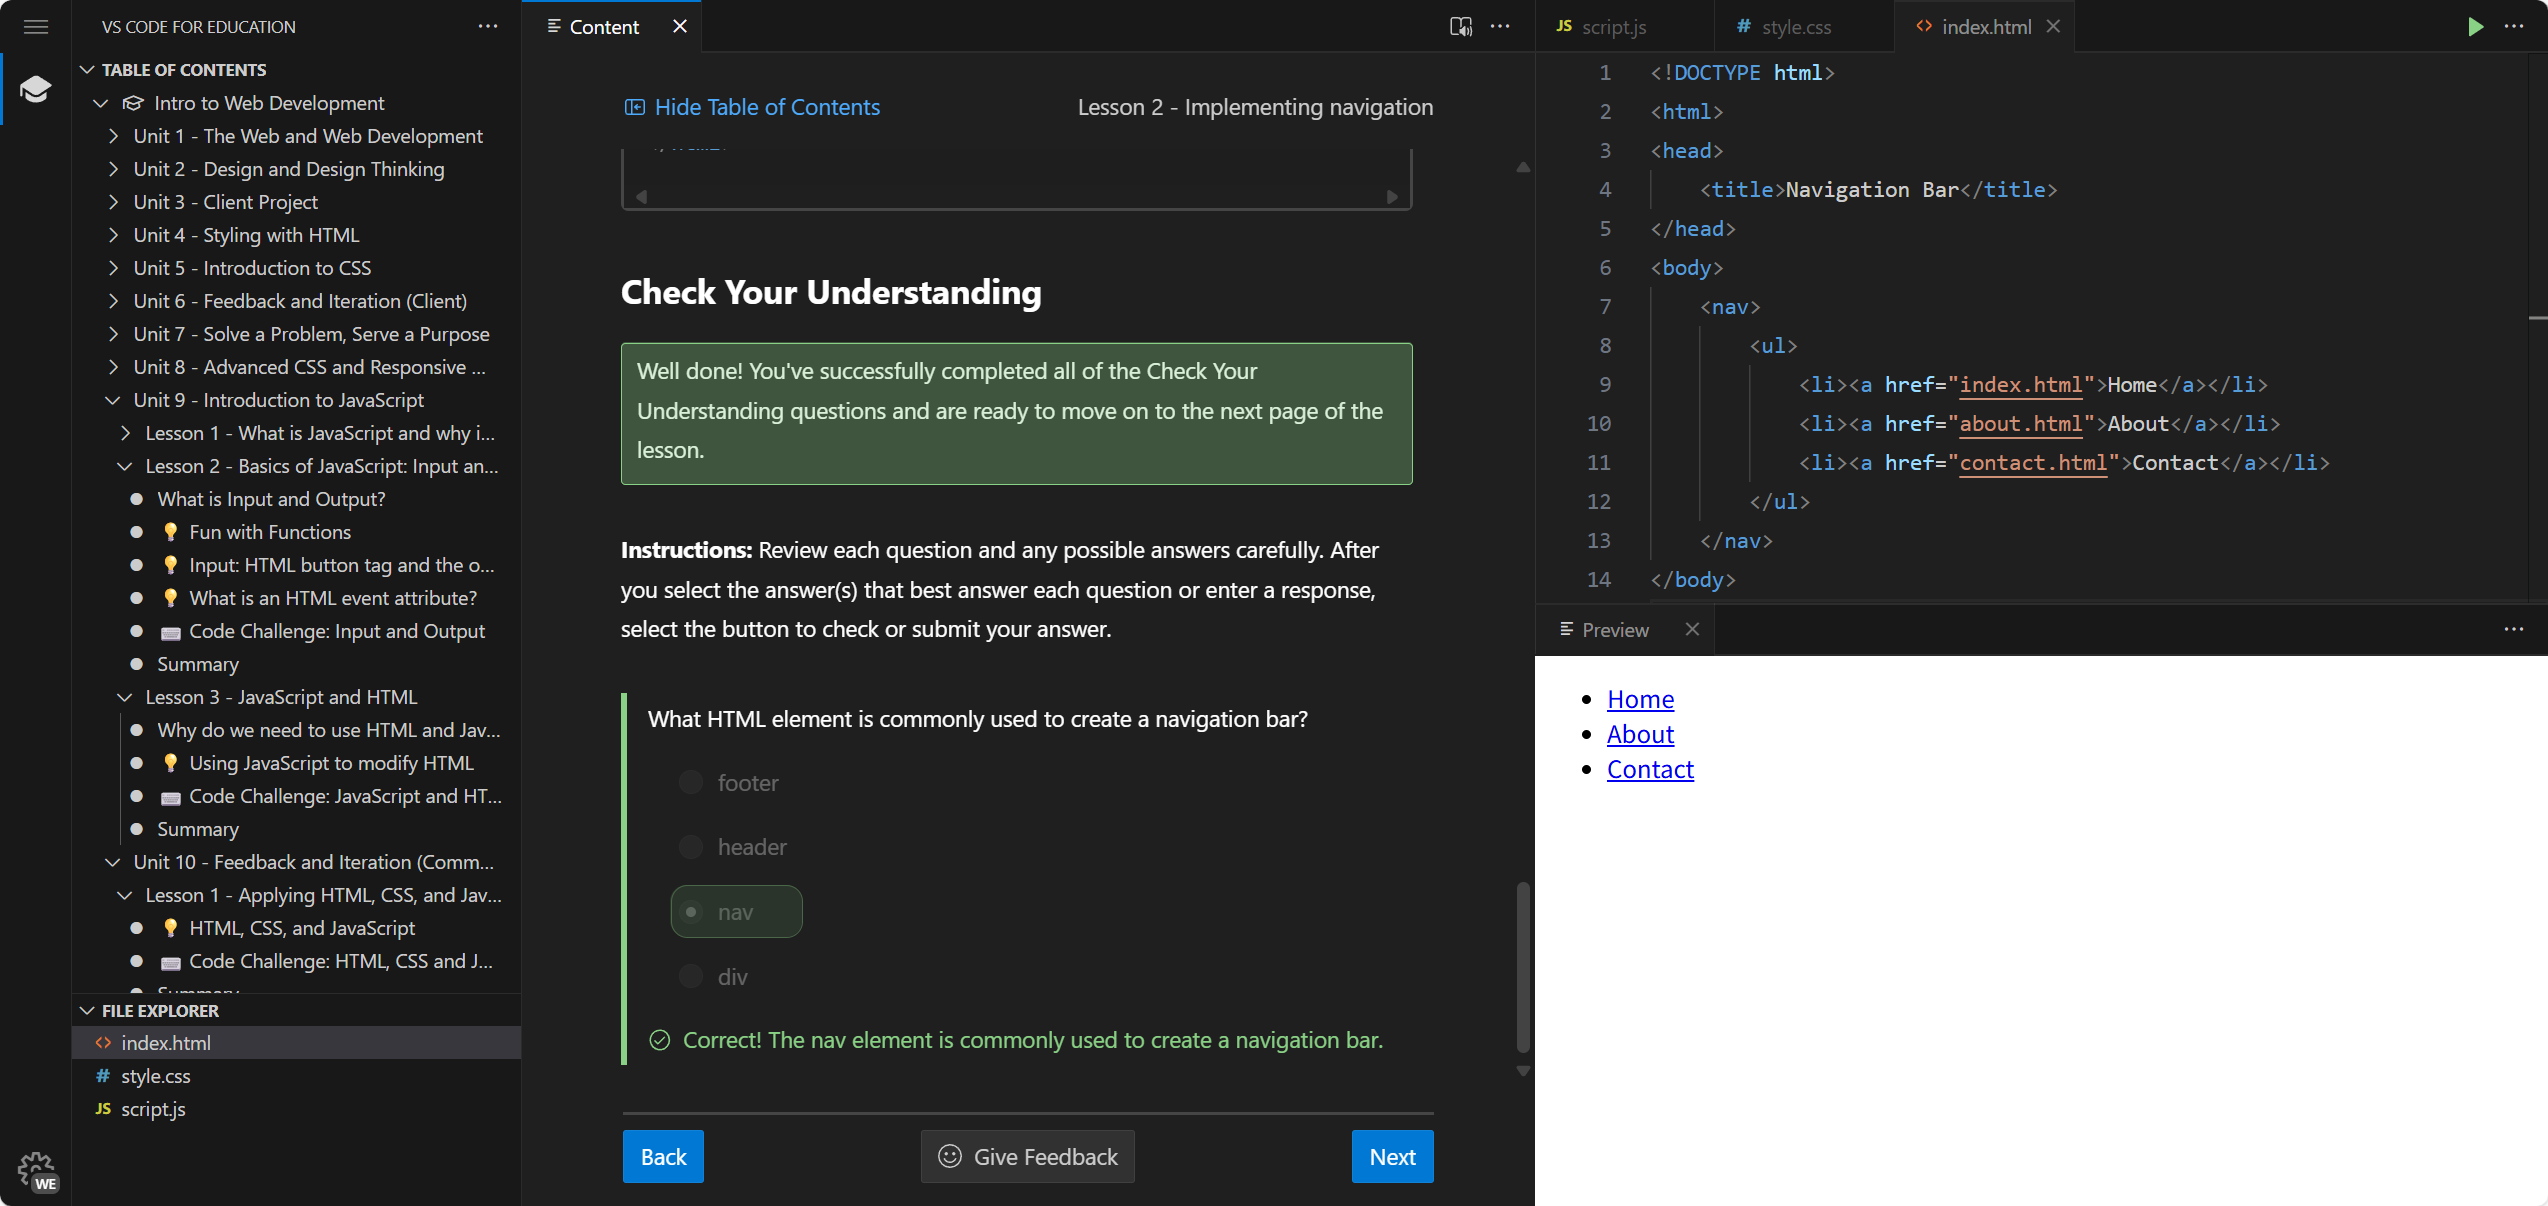 VS CODE FOR EDUCATION
TABLE OF CONTENTS
Intro to Web Development
Unit 1 - The Web and Web Development
Unit 2 - Design and Design Thinking
Unit 3 - Client Project
Unit 4 - Styling with HTML
Unit 5 - Introduction to CSS
Unit 6 - Feedback and Iteration (Client)
Unit 7 - Solve a Problem, Serve a Purpose
Unit 8 - Advanced CSS and Responsive ...
Unit 9 - Introduction to JavaScript
Lesson 1 - What is JavaScript and why i...
Lesson 2 - Basics of JavaScript: Input an...
What is Input and Output?
Fun with Functions
Input: HTML button tag and the o...
What is an HTML event attribute?
Code Challenge: Input and Output
Summary
Lesson 3 - JavaScript and HTML
Why do we need to use HTML and Jav...
Using JavaScript to modify HTML
Code Challenge: JavaScript and HT...
Summary
Unit 10 - Feedback and Iteration (Comm...
Lesson 1 - Applying HTML, CSS, and Jav...
HTML, CSS, and JavaScript
Code Challenge: HTML, CSS and J...
Summary
FILE EXPLORER
<> index.html
# style.css
JS script.js
WE
Content
Hide Table of Contents
Lesson 2 - Implementing navigation
Check Your Understanding
Well done! You've successfully completed all of the Check Your
Understanding questions and are ready to move on to the next page of the
lesson.
Instructions: Review each question and any possible answers carefully. After
you select the answer(s) that best answer each question or enter a response,
select the button to check or submit your answer.
What HTML element is commonly used to create a navigation bar?
footer
header
nav
div
Correct! The nav element is commonly used to create a navigation bar.
Back
Give Feedback
Next
JS script.js
# style.css
<> index.html
1 <!DOCTYPE html>
2 <html>
3 <head>
4 <title>Navigation Bar</title>
5 </head>
6 <body>
7 <nav>
8 <ul>
9 <li><a href="index.html">Home</a></li>
10 <li><a href="about.html">About</a></li>
11 <li><a href="contact.html">Contact</a></li>
12 </ul>
13 </nav>
14 </body>
Preview
Home
About
Contact